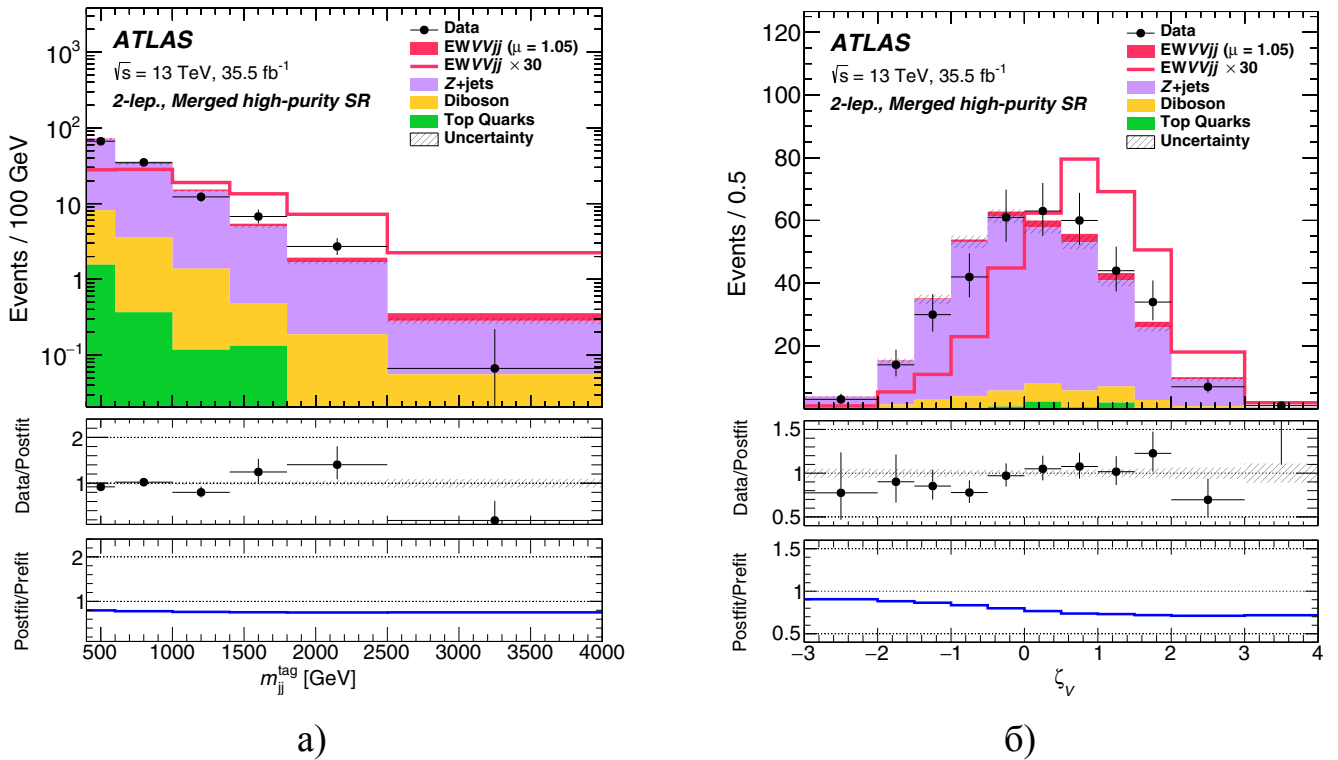 ATLAS
√s = 13 TeV, 35.5 fb⁻¹
2-lep., Merged high-purity SR
Data
EW VVjj (μ = 1.05)
EW VVjj × 30
Z+jets
Diboson
Top Quarks
Uncertainty
Events / 100 GeV
10³
10²
10
1
10⁻¹
Data/Postfit
2
1
Postfit/Prefit
2
1
500 1000 1500 2000 2500 3000 3500 4000
m_jj^tag [GeV]
а)
ATLAS
√s = 13 TeV, 35.5 fb⁻¹
2-lep., Merged high-purity SR
Data
EW VVjj (μ = 1.05)
EW VVjj × 30
Z+jets
Diboson
Top Quarks
Uncertainty
Events / 0.5
120
100
80
60
40
20
Data/Postfit
1.5
1
0.5
Postfit/Prefit
1.5
1
0.5
−3 −2 −1 0 1 2 3 4
ζ_V
б)